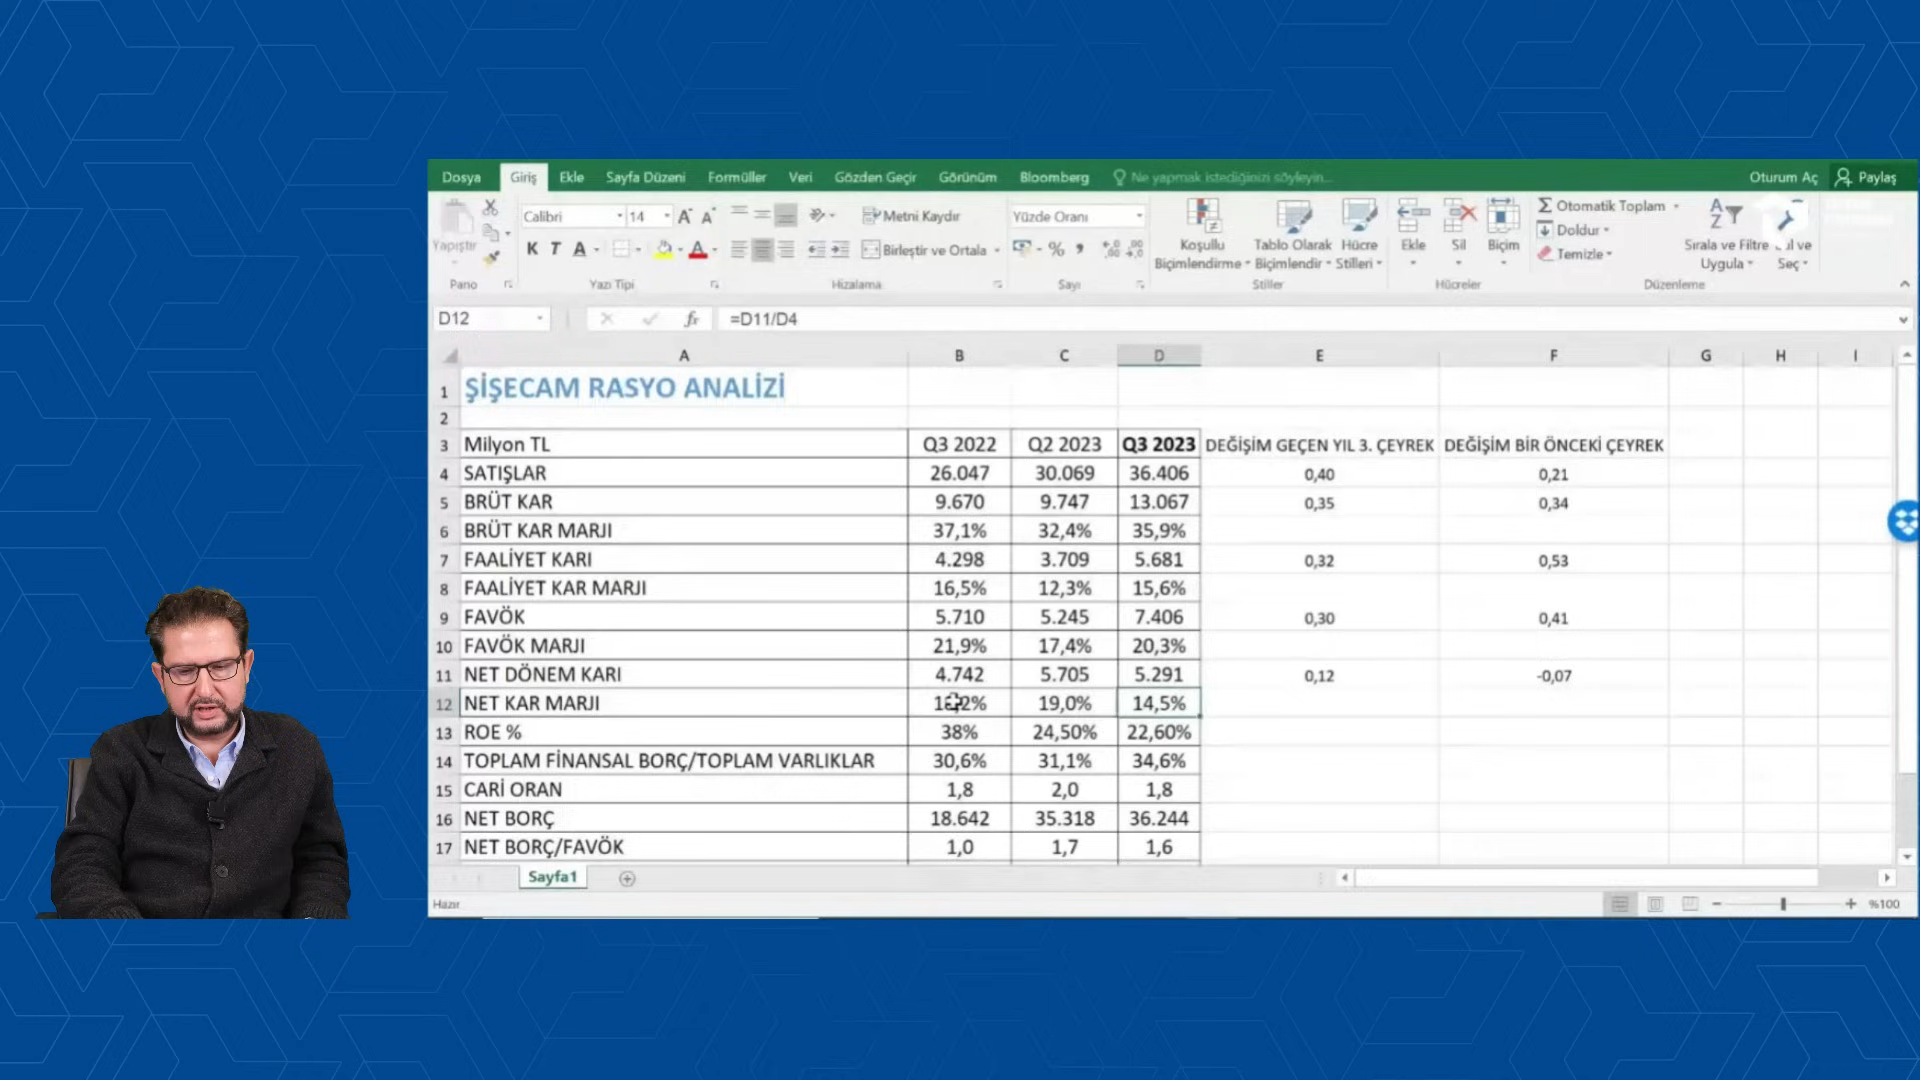 Dosya Giriş Ekle Sayfa Düzeni Formüller Veri Gözden Geçir Görünüm Bloomberg Ne yapmak istediğinizi söyleyin... Oturum Aç Paylaş
Calibri 14 Metni Kaydır Yüzde Oranı Otomatik Toplam
Yapıştır K T A Birleştir ve Ortala % Koşullu Biçimlendirme Tablo Olarak Biçimlendir Hücre Stilleri Ekle Sil Biçim Doldur Temizle Sırala ve Filtre Uygula ve Seç
Pano Yazı Tipi Hizalama Sayı Stiller Hücreler Düzenleme
D12 fx =D11/D4
A B C D E F G H I
1 ŞİŞECAM RASYO ANALİZİ
2
3 Milyon TL Q3 2022 Q2 2023 Q3 2023 DEĞİŞİM GEÇEN YIL 3. ÇEYREK DEĞİŞİM BİR ÖNCEKİ ÇEYREK
4 SATIŞLAR 26.047 30.069 36.406 0,40 0,21
5 BRÜT KAR 9.670 9.747 13.067 0,35 0,34
6 BRÜT KAR MARJI 37,1% 32,4% 35,9%
7 FAALİYET KARI 4.298 3.709 5.681 0,32 0,53
8 FAALİYET KAR MARJI 16,5% 12,3% 15,6%
9 FAVÖK 5.710 5.245 7.406 0,30 0,41
10 FAVÖK MARJI 21,9% 17,4% 20,3%
11 NET DÖNEM KARI 4.742 5.705 5.291 0,12 -0,07
12 NET KAR MARJI 19,0% 14,5%
13 ROE % 38% 24,50% 22,60%
14 TOPLAM FİNANSAL BORÇ/TOPLAM VARLIKLAR 30,6% 31,1% 34,6%
15 CARİ ORAN 1,8 2,0 1,8
16 NET BORÇ 18.642 35.318 36.244
17 NET BORÇ/FAVÖK 1,0 1,7 1,6
Sayfa1
Hazır %100